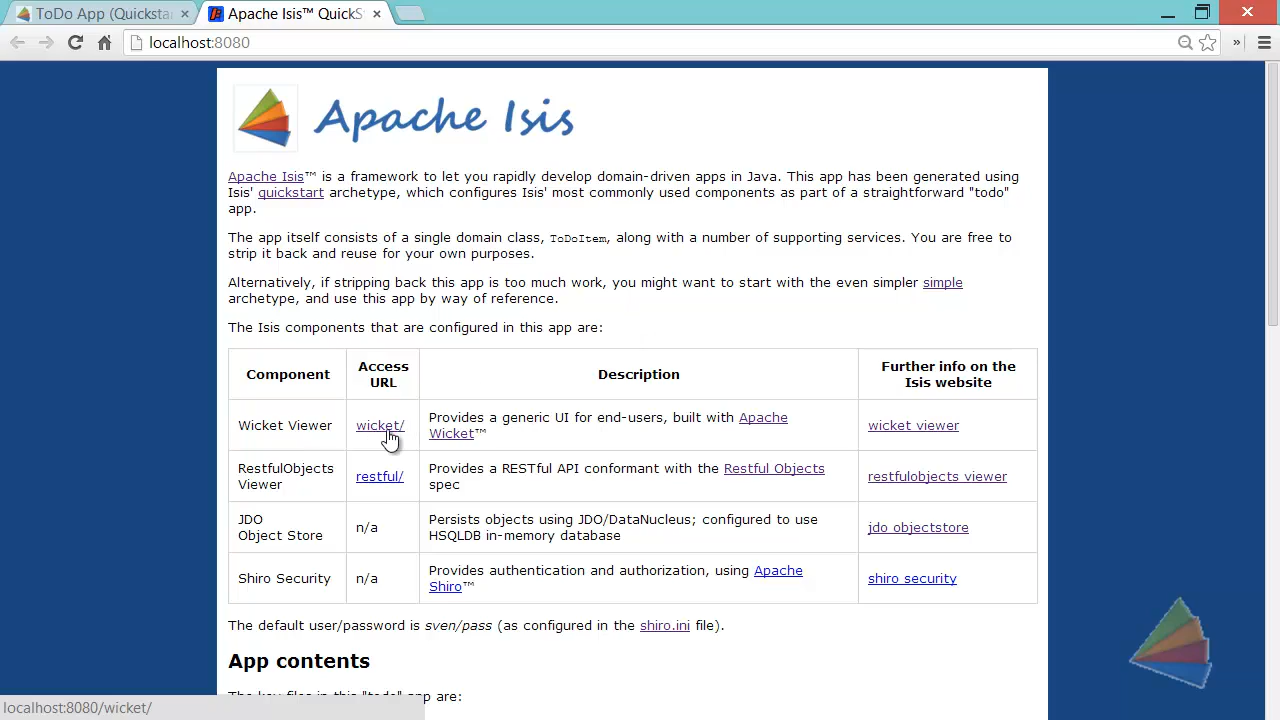 ToDo App (Quickstar
Apache Isis™ QuickS
localhost:8080
Apache Isis
Apache Isis™ is a framework to let you rapidly develop domain-driven apps in Java. This app has been generated using
Isis' quickstart archetype, which configures Isis' most commonly used components as part of a straightforward "todo"
app.
The app itself consists of a single domain class, ToDoItem, along with a number of supporting services. You are free to
strip it back and reuse for your own purposes.
Alternatively, if stripping back this app is too much work, you might want to start with the even simpler simple
archetype, and use this app by way of reference.
The Isis components that are configured in this app are:
Component
Access
URL
Description
Further info on the
Isis website
Wicket Viewer
wicket/
Provides a generic UI for end-users, built with Apache
Wicket™
wicket viewer
RestfulObjects
Viewer
restful/
Provides a RESTful API conformant with the Restful Objects
spec
restfulobjects viewer
JDO
Object Store
n/a
Persists objects using JDO/DataNucleus; configured to use
HSQLDB in-memory database
jdo objectstore
Shiro Security
n/a
Provides authentication and authorization, using Apache
Shiro™
shiro security
The default user/password is sven/pass (as configured in the shiro.ini file).
App contents
The key files in this "todo" app are:
localhost:8080/wicket/